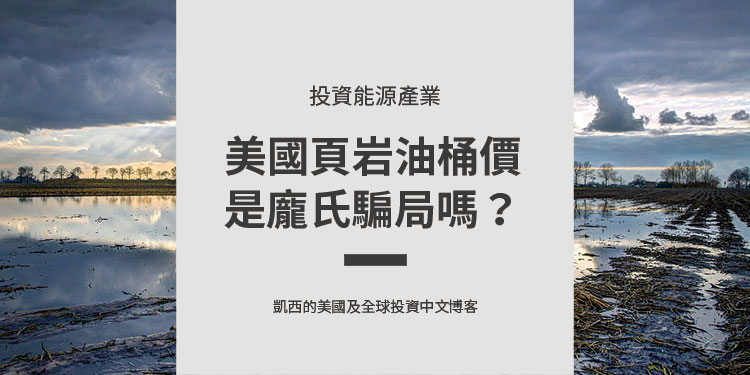 投資能源產業
美國頁岩油桶價
是龐氏騙局嗎？
凱西的美國及全球投資中文博客